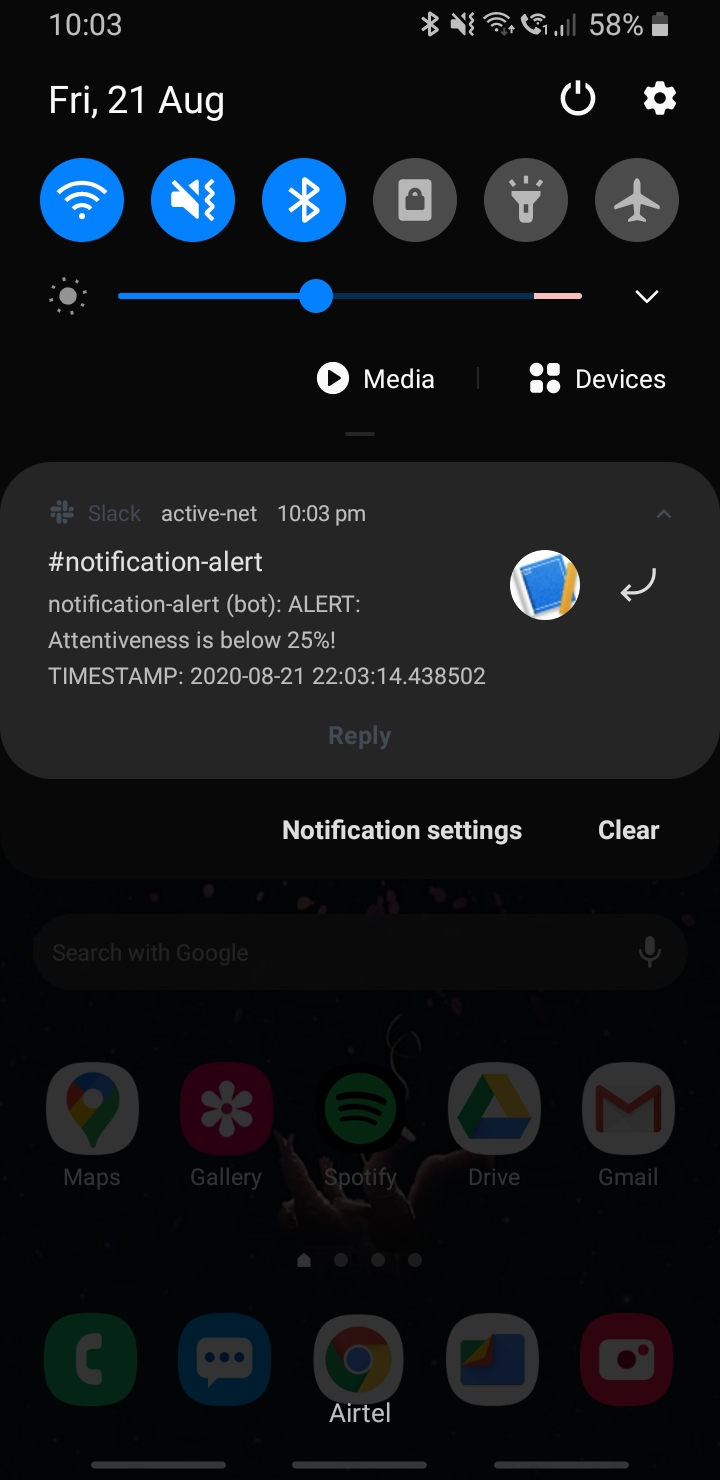 10:03
58%
Fri, 21 Aug
Media
Devices
Slack active-net 10:03 pm
#notification-alert
notification-alert (bot): ALERT:
Attentiveness is below 25%!
TIMESTAMP: 2020-08-21 22:03:14.438502
Reply
Notification settings
Clear
Search with Google
Maps
Gallery
Spotify
Drive
Gmail
Airtel